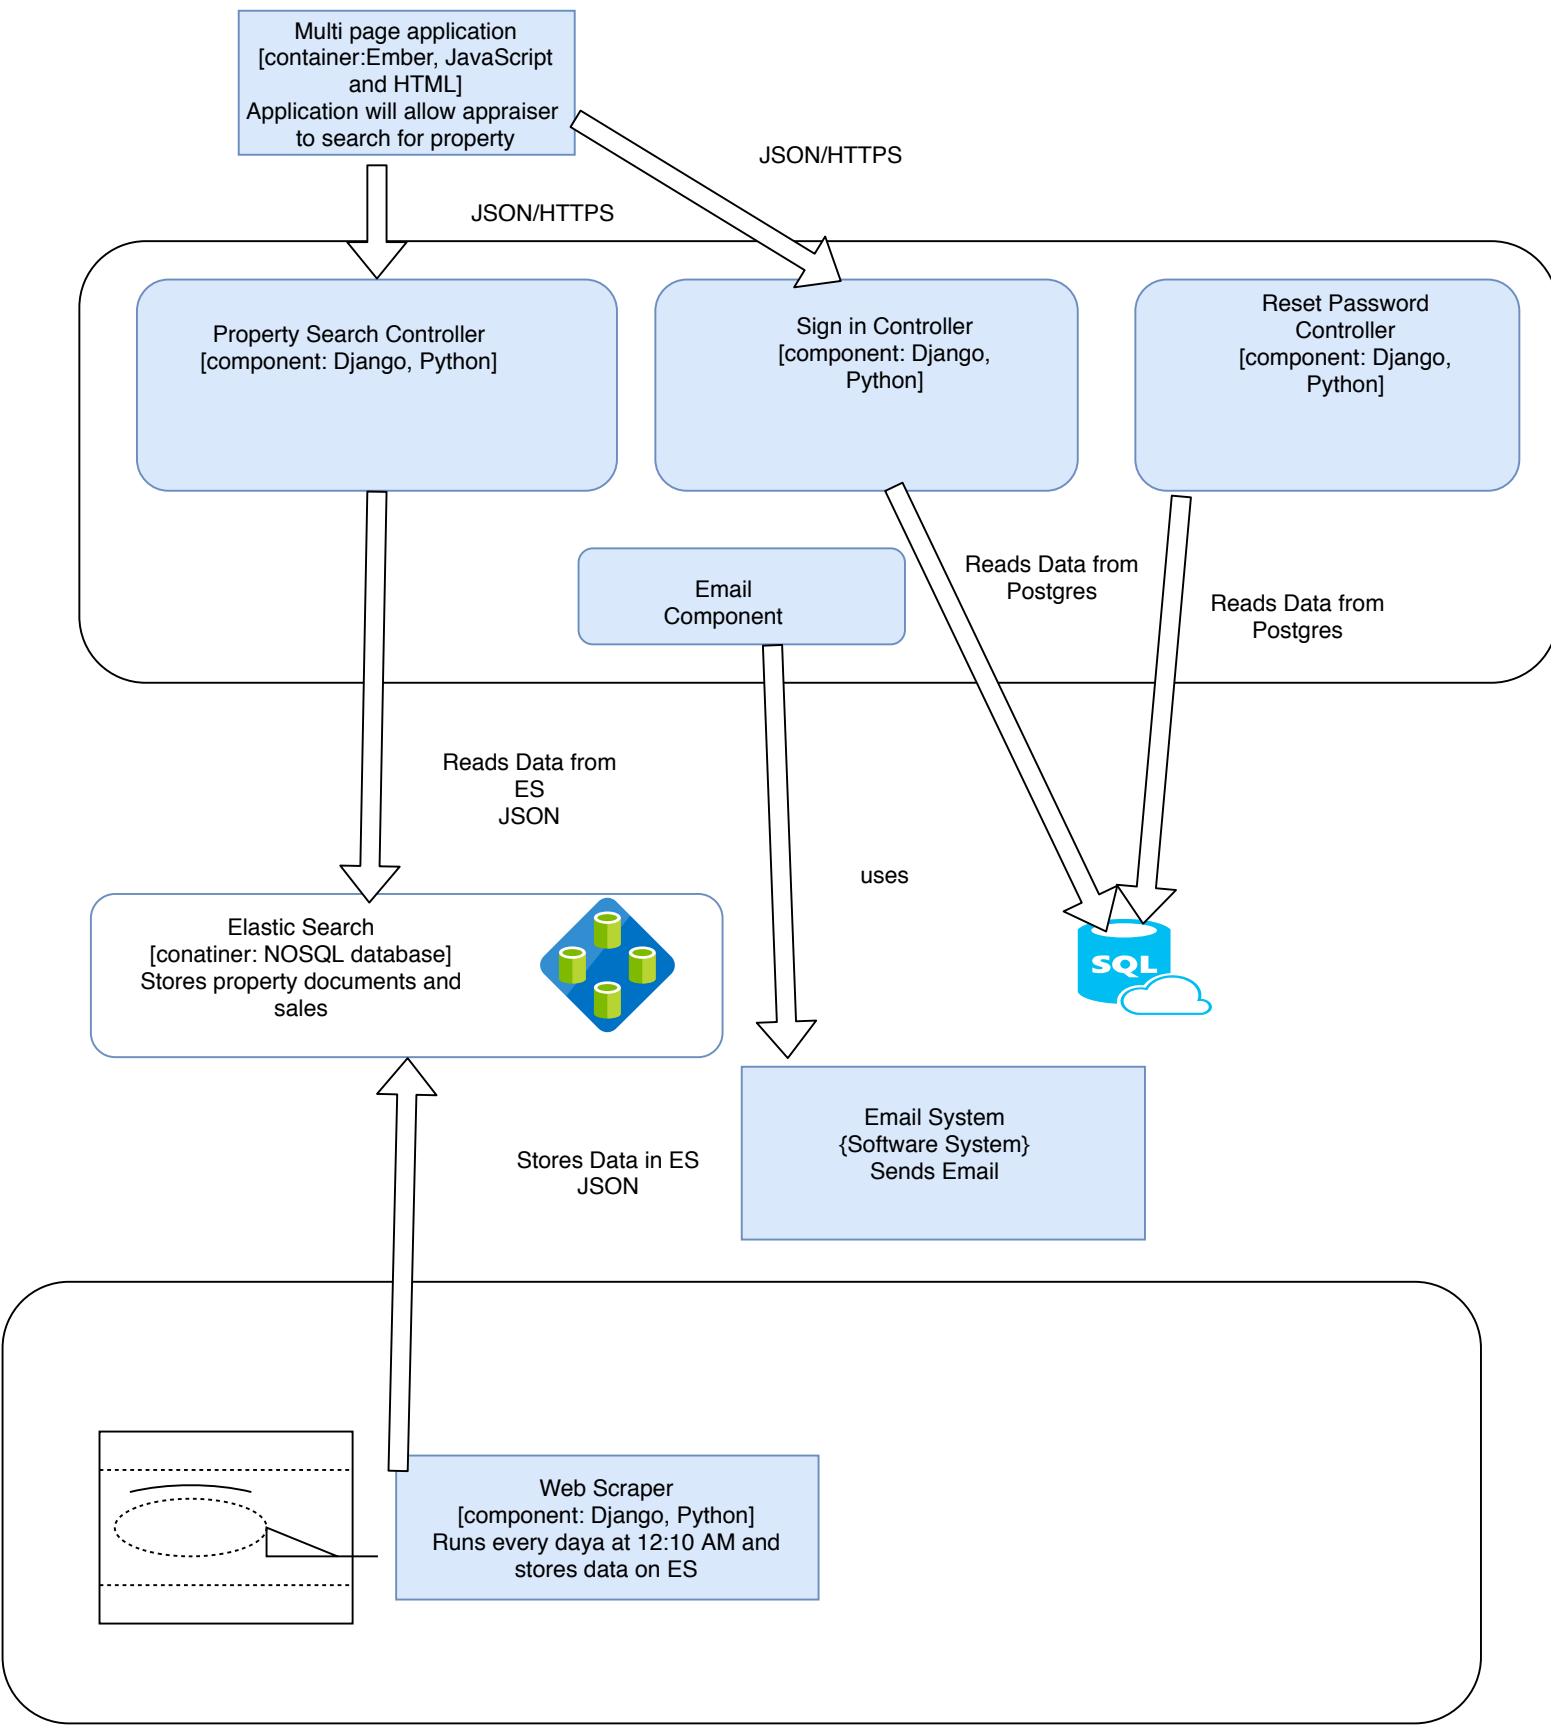 Multi page application
[container:Ember, JavaScript
and HTML]
Application will allow appraiser
to search for property
JSON/HTTPS
JSON/HTTPS
Property Search Controller
[component: Django, Python]
Sign in Controller
[component: Django,
Python]
Reset Password
Controller
[component: Django,
Python]
Email
Component
Reads Data from
Postgres
Reads Data from
Postgres
Reads Data from
ES
JSON
uses
Elastic Search
[conatiner: NOSQL database]
Stores property documents and
sales
SQL
Email System
{Software System}
Sends Email
Stores Data in ES
JSON
Web Scraper
[component: Django, Python]
Runs every daya at 12:10 AM and
stores data on ES